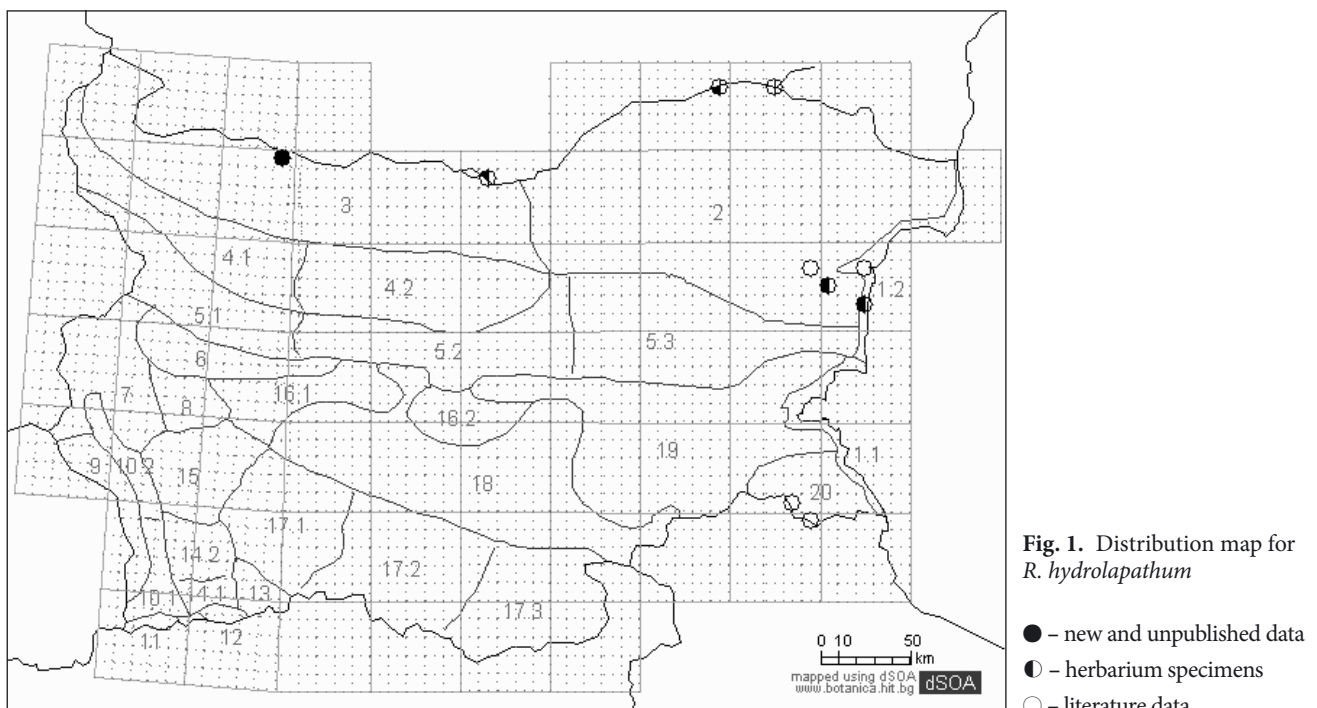 3
2
4.1
4.2
1.2
5.1
5.2
5.3
6
7
8
16.1
16.2
9
10.2
15
18
19
1.1
20
17.1
14.2
17.2
10.1
14.1
13
17.3
11
12
0 10 50
km
mapped using dSOA
www.botanica.hit.bg
dSOA
Fig. 1. Distribution map for
R. hydrolapathum
● – new and unpublished data
◐ – herbarium specimens
○ – literature data